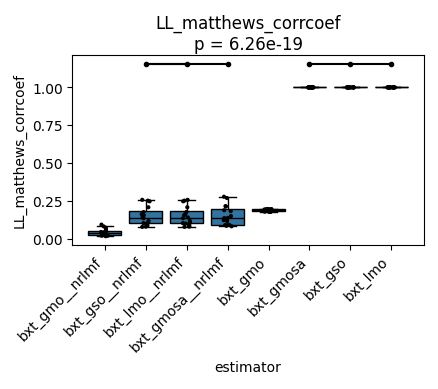 LL_matthews_corrcoef
p = 6.26e-19
LL_matthews_corrcoef
1.00
0.75
0.50
0.25
0.00
bxt_gmo__nrlmf
bxt_gso__nrlmf
bxt_lmo__nrlmf
bxt_gmosa__nrlmf
bxt_gmo
bxt_gmosa
bxt_gso
bxt_lmo
estimator